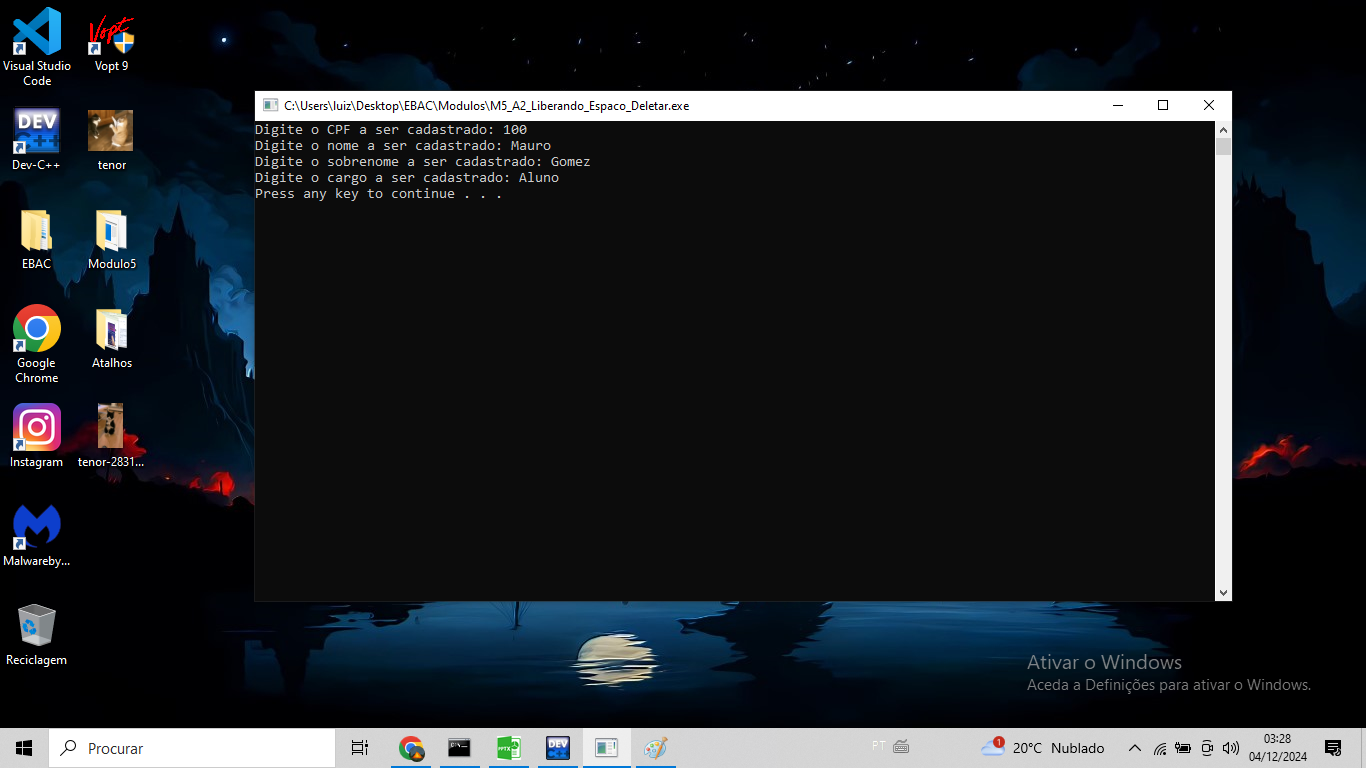 Visual Studio
Code
Vopt
Vopt 9
DEV
C++
Dev-C++
tenor
EBAC
Modulo5
Google
Chrome
Atalhos
Instagram
tenor-2831...
Malwareby...
Reciclagem
C:\Users\luiz\Desktop\EBAC\Modulos\M5_A2_Liberando_Espaco_Deletar.exe
Digite o CPF a ser cadastrado: 100
Digite o nome a ser cadastrado: Mauro
Digite o sobrenome a ser cadastrado: Gomez
Digite o cargo a ser cadastrado: Aluno
Press any key to continue . . .
Ativar o Windows
Aceda a Definições para ativar o Windows.
Procurar
PPTX
DEV
PT
1
20°C Nublado
03:28
04/12/2024